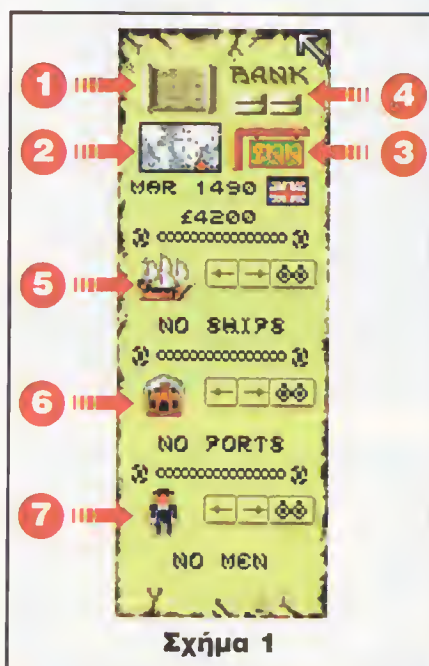 1
BANK
4
2
INN
3
MAR 1490
£4200
5
NO SHIPS
6
NO PORTS
7
NO MEN
Σχήμα 1